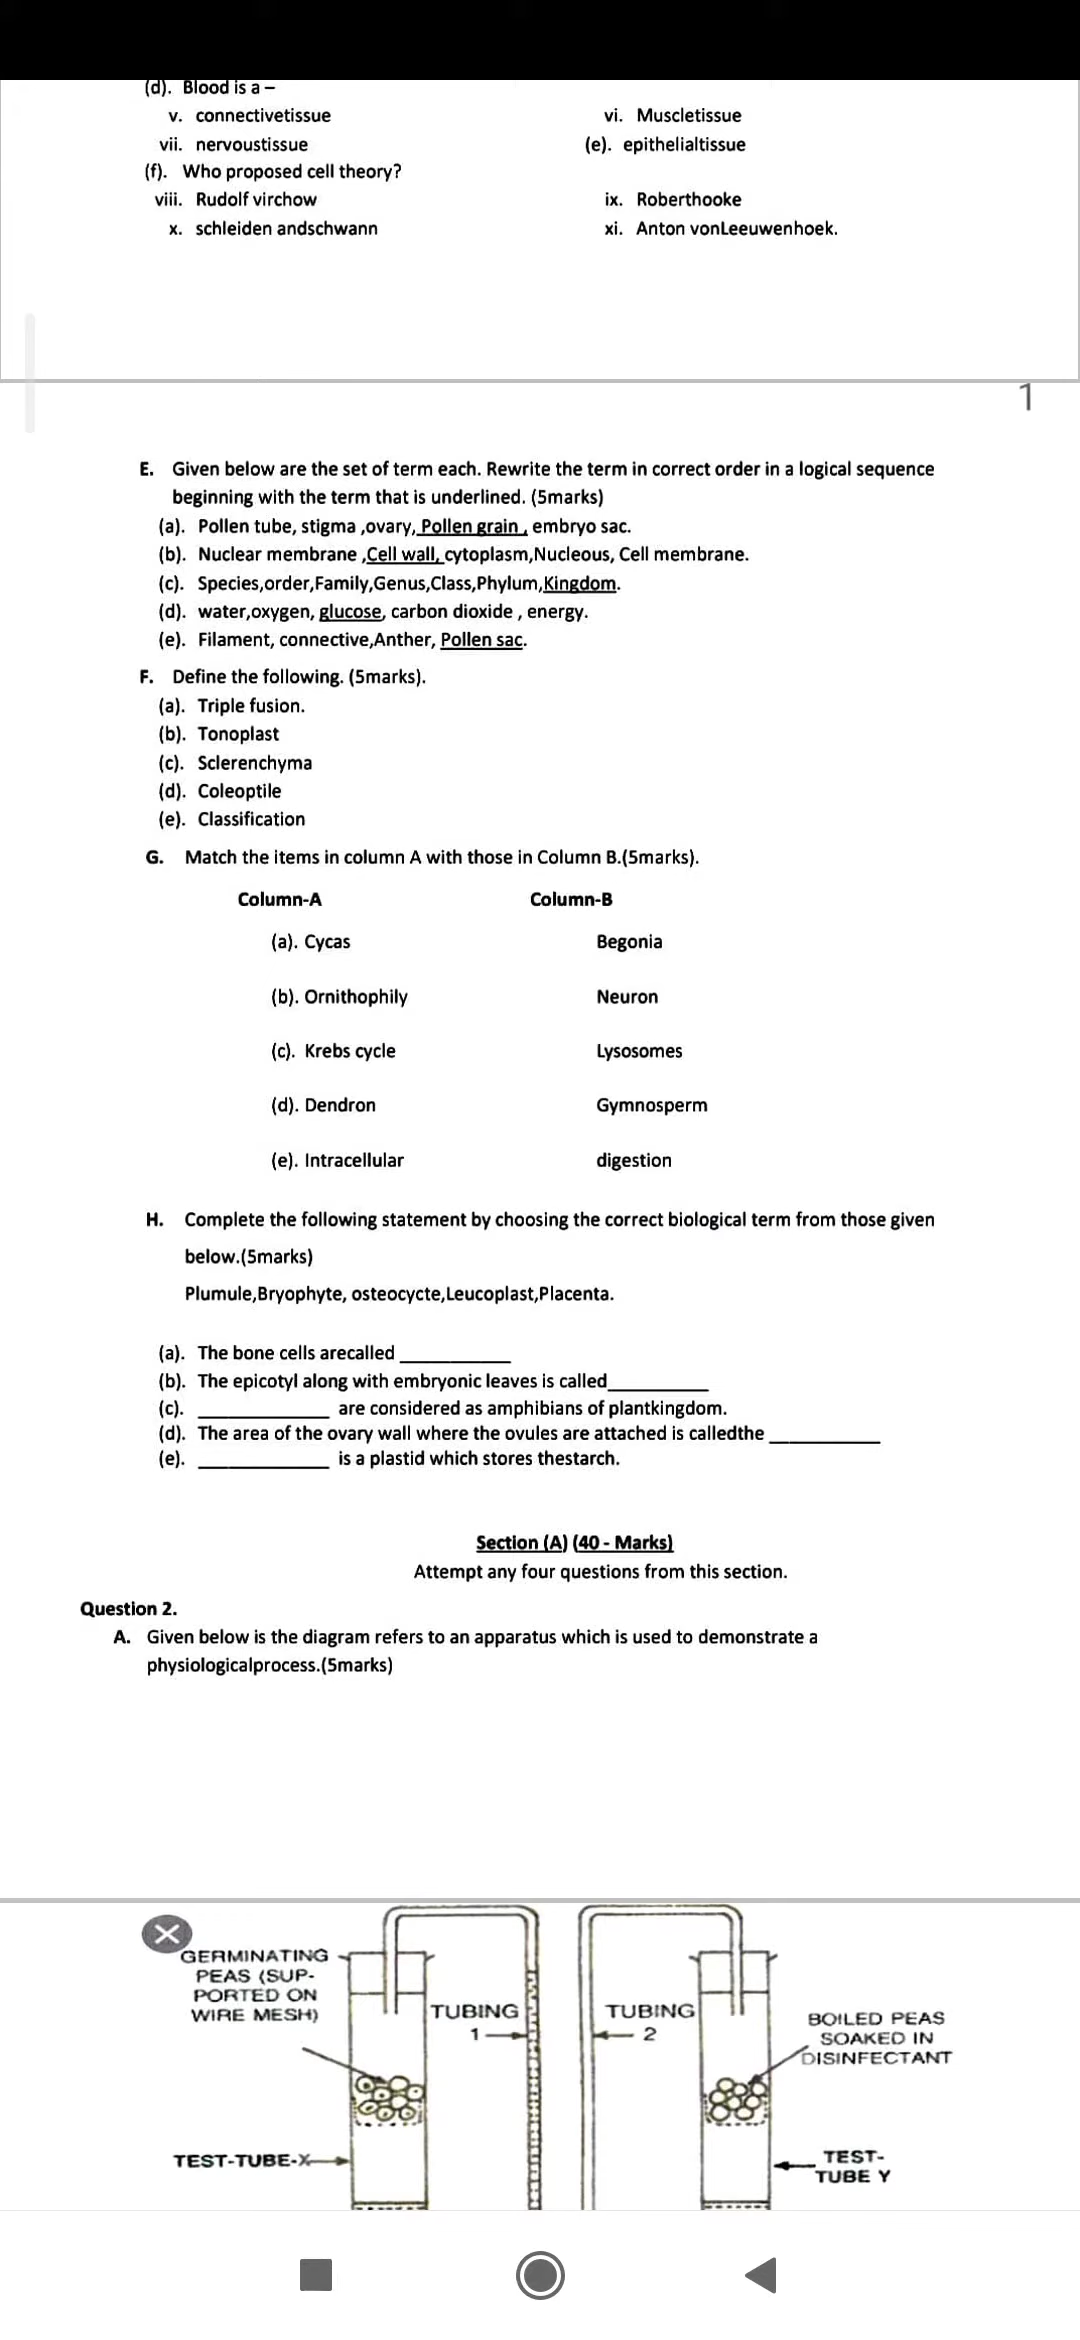 (d). Blood is a –
v. connectivetissue vi. Muscletissue
vii. nervoustissue (e). epithelialtissue
(f). Who proposed cell theory?
viii. Rudolf virchow ix. Roberthooke
x. schleiden andschwann xi. Anton vonLeeuwenhoek.
1
E. Given below are the set of term each. Rewrite the term in correct order in a logical sequence
beginning with the term that is underlined. (5marks)
(a). Pollen tube, stigma ,ovary, Pollen grain , embryo sac.
(b). Nuclear membrane ,Cell wall, cytoplasm,Nucleous, Cell membrane.
(c). Species,order,Family,Genus,Class,Phylum,Kingdom.
(d). water,oxygen, glucose, carbon dioxide , energy.
(e). Filament, connective,Anther, Pollen sac.
F. Define the following. (5marks).
(a). Triple fusion.
(b). Tonoplast
(c). Sclerenchyma
(d). Coleoptile
(e). Classification
G. Match the items in column A with those in Column B.(5marks).
Column-A Column-B
(a). Cycas Begonia
(b). Ornithophily Neuron
(c). Krebs cycle Lysosomes
(d). Dendron Gymnosperm
(e). Intracellular digestion
H. Complete the following statement by choosing the correct biological term from those given
below.(5marks)
Plumule,Bryophyte, osteocycte,Leucoplast,Placenta.
(a). The bone cells arecalled ___________
(b). The epicotyl along with embryonic leaves is called__________
(c). _____________ are considered as amphibians of plantkingdom.
(d). The area of the ovary wall where the ovules are attached is calledthe ___________
(e). _____________ is a plastid which stores thestarch.
Section (A) (40 - Marks)
Attempt any four questions from this section.
Question 2.
A. Given below is the diagram refers to an apparatus which is used to demonstrate a
physiologicalprocess.(5marks)
GERMINATING
PEAS (SUP-
PORTED ON
WIRE MESH)
TUBING
1
TUBING
2
BOILED PEAS
SOAKED IN
DISINFECTANT
TEST-TUBE-X
TEST-
TUBE Y